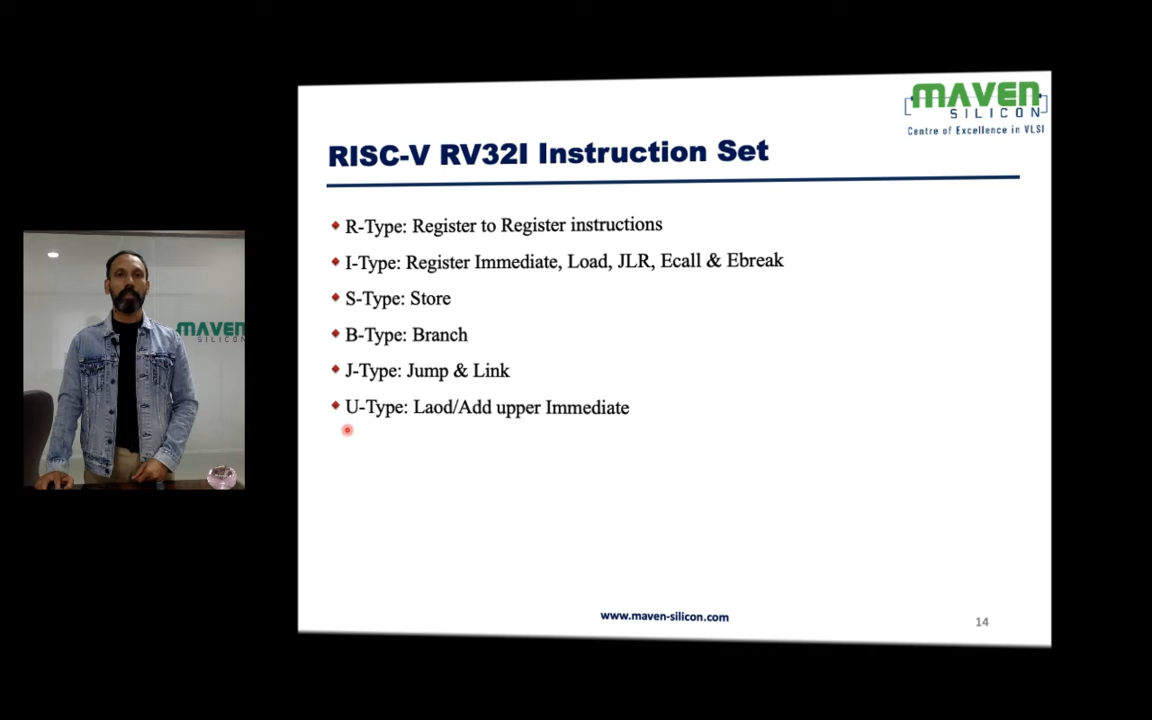 MAVEN
SILICON
Centre of Excellence in VLSI
RISC-V RV32I Instruction Set
R-Type: Register to Register instructions
I-Type: Register Immediate, Load, JLR, Ecall & Ebreak
S-Type: Store
B-Type: Branch
J-Type: Jump & Link
U-Type: Laod/Add upper Immediate
MAVEN
SILICON
www.maven-silicon.com
14